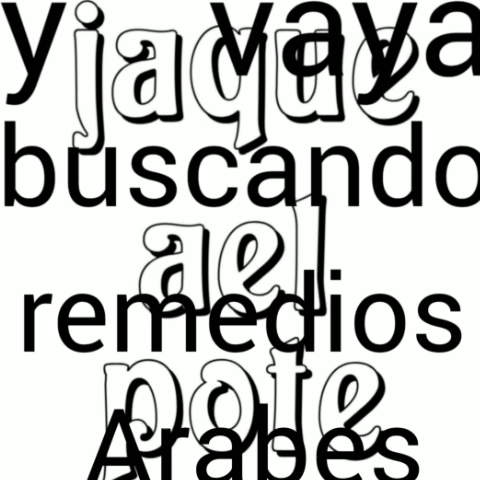 y vaya
jaque
buscando
ael
remedios
pote
Arabes